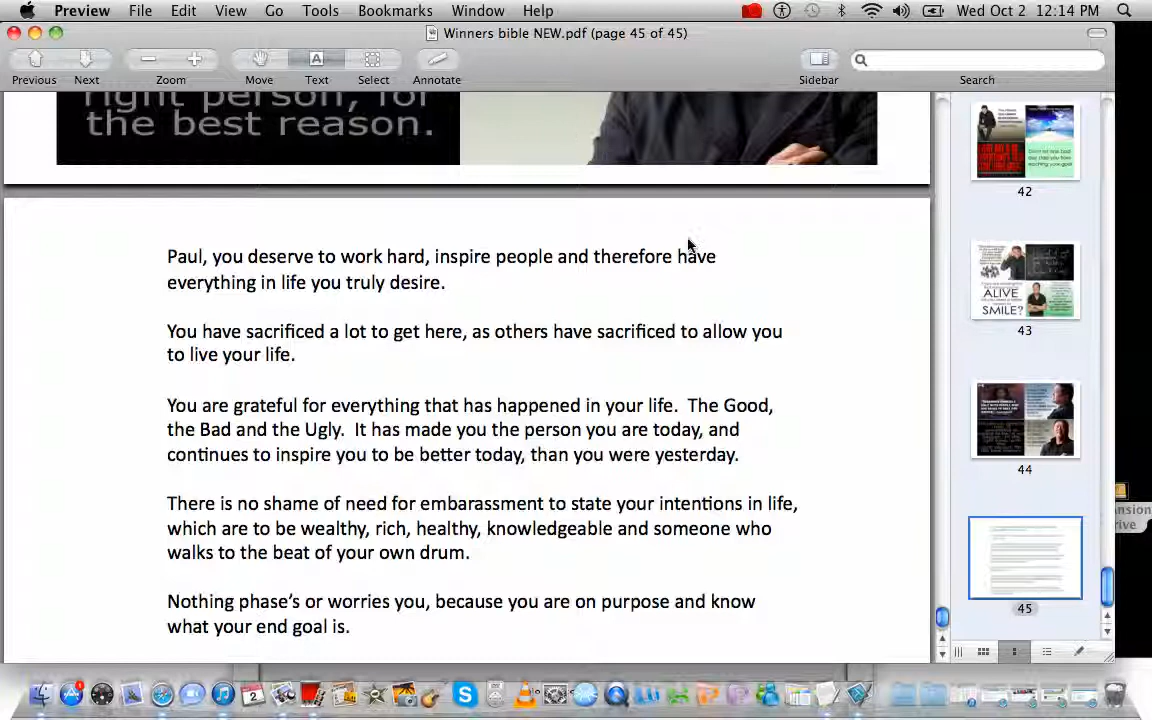 Preview File Edit View Go Tools Bookmarks Window Help Wed Oct 2 12:14 PM
Winners bible NEW.pdf (page 45 of 45)
Previous Next Zoom Move Text Select Annotate Sidebar Search
right person, for
the best reason.
Paul, you deserve to work hard, inspire people and therefore have
everything in life you truly desire.
You have sacrificed a lot to get here, as others have sacrificed to allow you
to live your life.
You are grateful for everything that has happened in your life. The Good,
the Bad and the Ugly. It has made you the person you are today, and
continues to inspire you to be better today, than you were yesterday.
There is no shame of need for embarassment to state your intentions in life,
which are to be wealthy, rich, healthy, knowledgeable and someone who
walks to the beat of your own drum.
Nothing phase's or worries you, because you are on purpose and know
what your end goal is.
42
ALIVE
SMILE?
43
44
45
ansion
rive